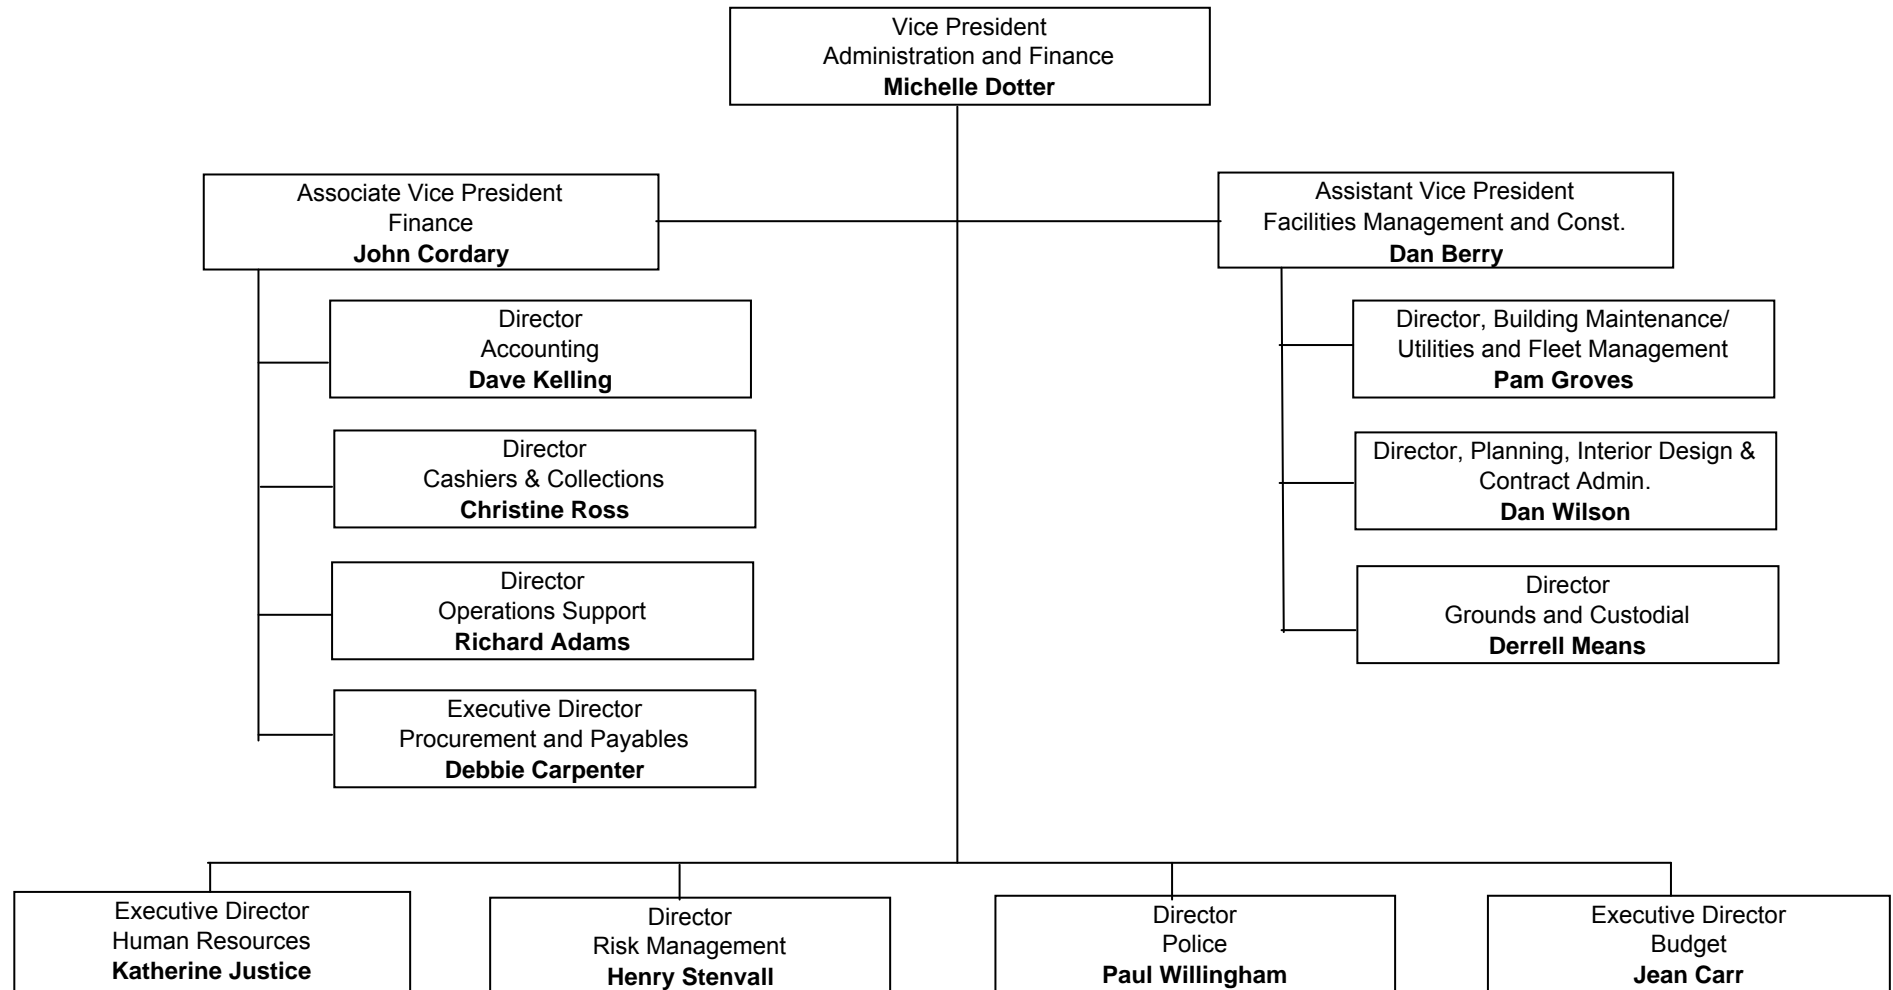 Vice President
Administration and Finance
Michelle Dotter
Associate Vice President
Finance
John Cordary
Assistant Vice President
Facilities Management and Const.
Dan Berry
Director
Accounting
Dave Kelling
Director
Cashiers & Collections
Christine Ross
Director
Operations Support
Richard Adams
Executive Director
Procurement and Payables
Debbie Carpenter
Director, Building Maintenance/
Utilities and Fleet Management
Pam Groves
Director, Planning, Interior Design &
Contract Admin.
Dan Wilson
Director
Grounds and Custodial
Derrell Means
Executive Director
Human Resources
Katherine Justice
Director
Risk Management
Henry Stenvall
Director
Police
Paul Willingham
Executive Director
Budget
Jean Carr